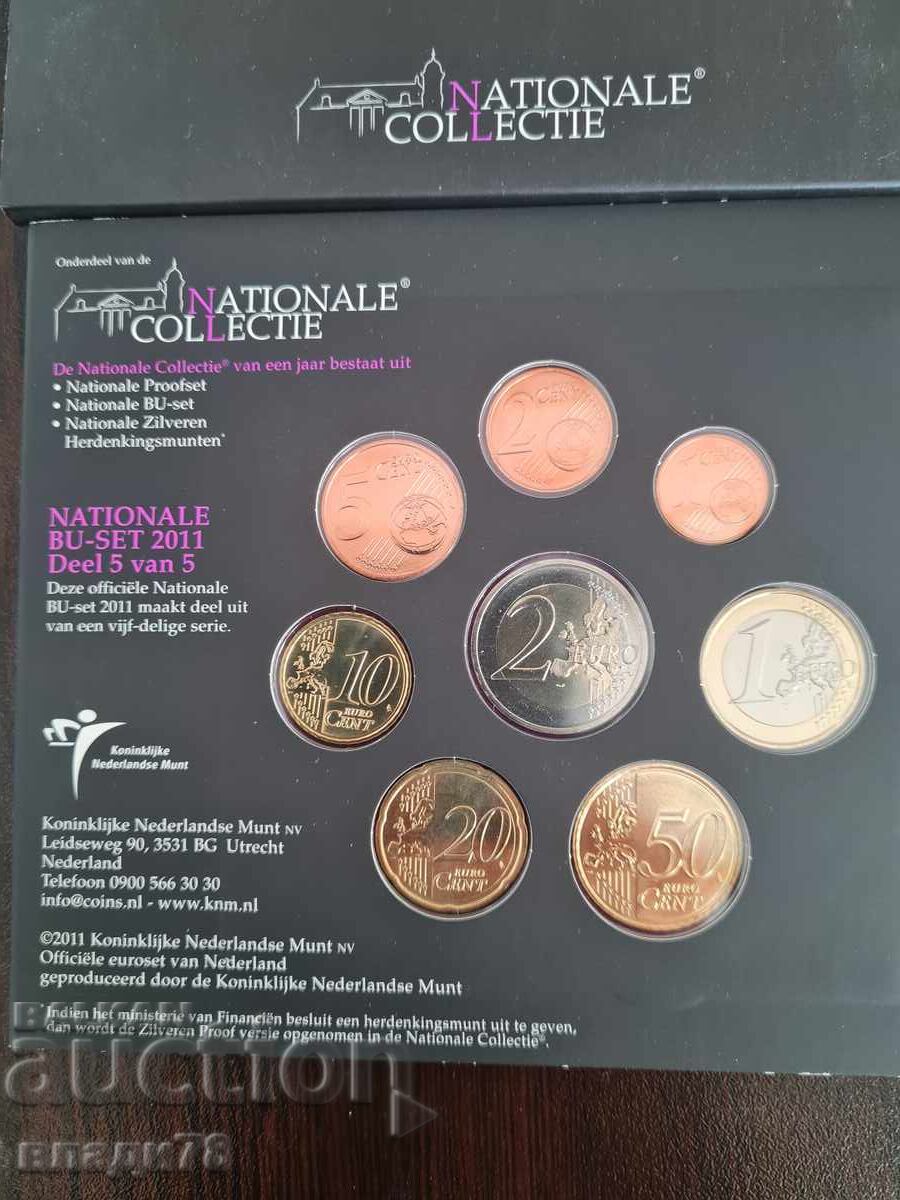 NATIONALE®
COLLECTIE
Onderdeel van de
NATIONALE®
COLLECTIE
De Nationale Collectie® van een jaar bestaat uit
• Nationale Proofset
• Nationale BU-set
• Nationale Zilveren
Herdenkingsmunten*
NATIONALE
BU-SET 2011
Deel 5 van 5
Deze officiële Nationale
BU-set 2011 maakt deel uit
van een vijf-delige serie.
2 CENT
5 CENT
1
2 EURO
1
10
EURO
CENT
20
EURO
CENT
50
EURO
CENT
Koninklijke
Nederlandse Munt
Koninklijke Nederlandse Munt NV
Leidseweg 90, 3531 BG Utrecht
Nederland
Telefoon 0900 566 30 30
info@coins.nl - www.knm.nl
©2011 Koninklijke Nederlandse Munt NV
Officiële euroset van Nederland
geproduceerd door de Koninklijke Nederlandse Munt
*Indien het ministerie van Financiën besluit een herdenkingsmunt uit te geven,
dan wordt de Zilveren Proof versie opgenomen in de Nationale Collectie®.
BALKAN
auction
влади78